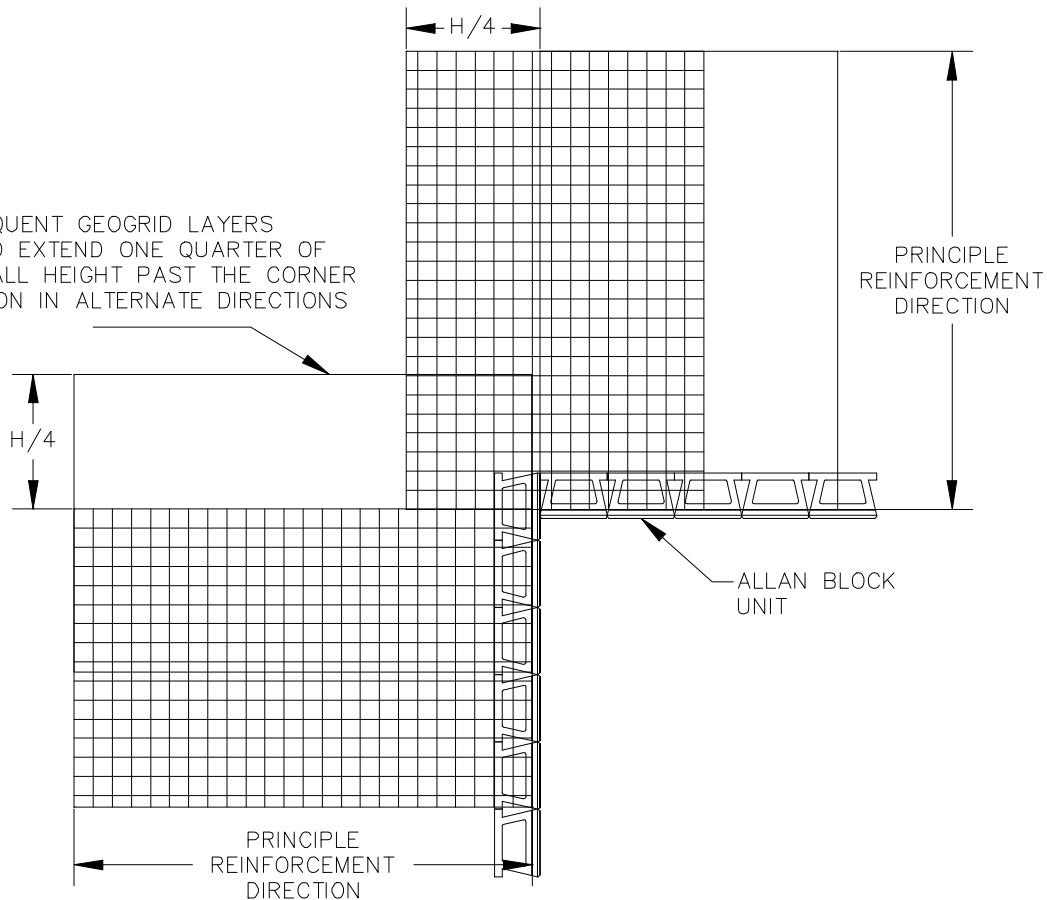 H/4
QUENT GEOGRID LAYERS
EXTEND ONE QUARTER OF
ALL HEIGHT PAST THE CORNER
ON IN ALTERNATE DIRECTIONS
PRINCIPLE
REINFORCEMENT
DIRECTION
H/4
ALLAN BLOCK
UNIT
PRINCIPLE
REINFORCEMENT
DIRECTION